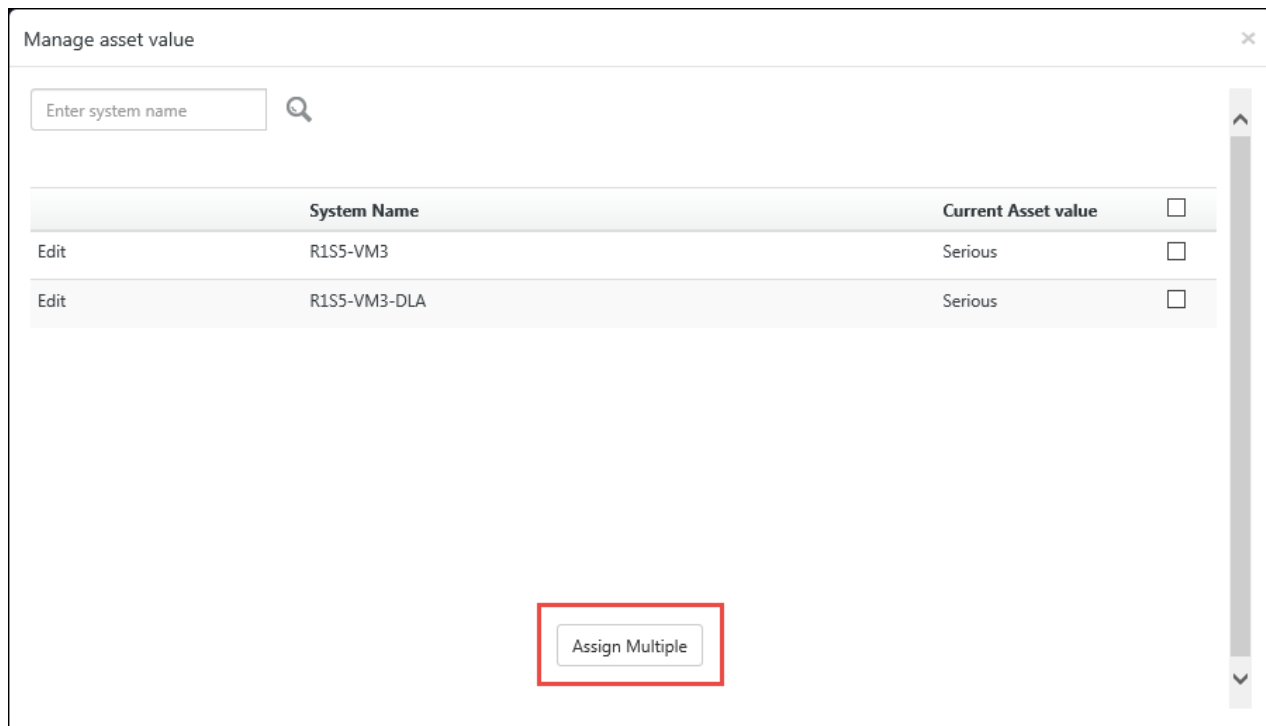 Manage asset value
Enter system name
System Name Current Asset value
Edit R1S5-VM3 Serious
Edit R1S5-VM3-DLA Serious
Assign Multiple